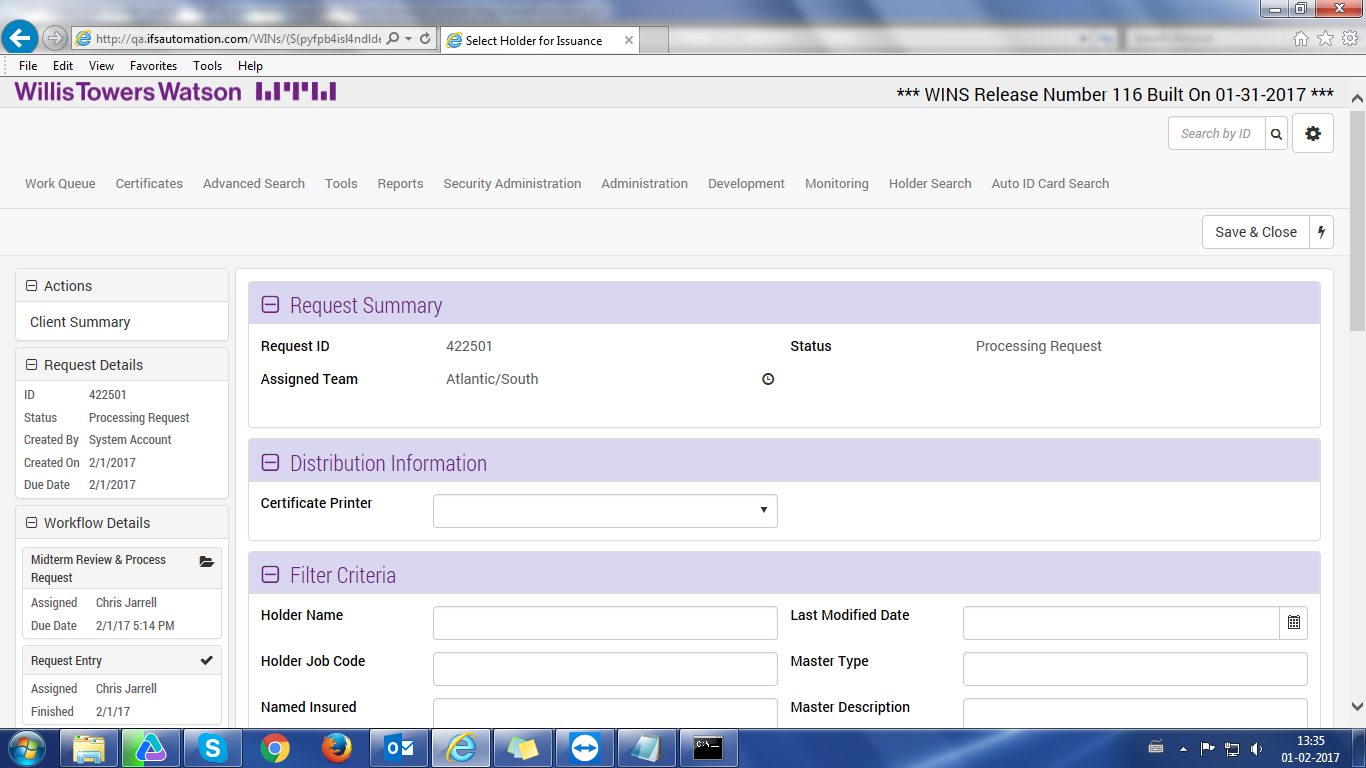 http://qa.ifsautomation.com/WINs/(S(pyfpb4isl4ndlde
Select Holder for Issuance
File Edit View Favorites Tools Help
Willis Towers Watson
*** WINS Release Number 116 Built On 01-31-2017 ***
Search by ID
Work Queue Certificates Advanced Search Tools Reports Security Administration Administration Development Monitoring Holder Search Auto ID Card Search
Save & Close
Actions
Client Summary
Request Details
ID 422501
Status Processing Request
Created By System Account
Created On 2/1/2017
Due Date 2/1/2017
Workflow Details
Midterm Review & Process
Request
Assigned Chris Jarrell
Due Date 2/1/17 5:14 PM
Request Entry
Assigned Chris Jarrell
Finished 2/1/17
Request Summary
Request ID 422501 Status Processing Request
Assigned Team Atlantic/South
Distribution Information
Certificate Printer
Filter Criteria
Holder Name Last Modified Date
Holder Job Code Master Type
Named Insured Master Description
13:35
01-02-2017